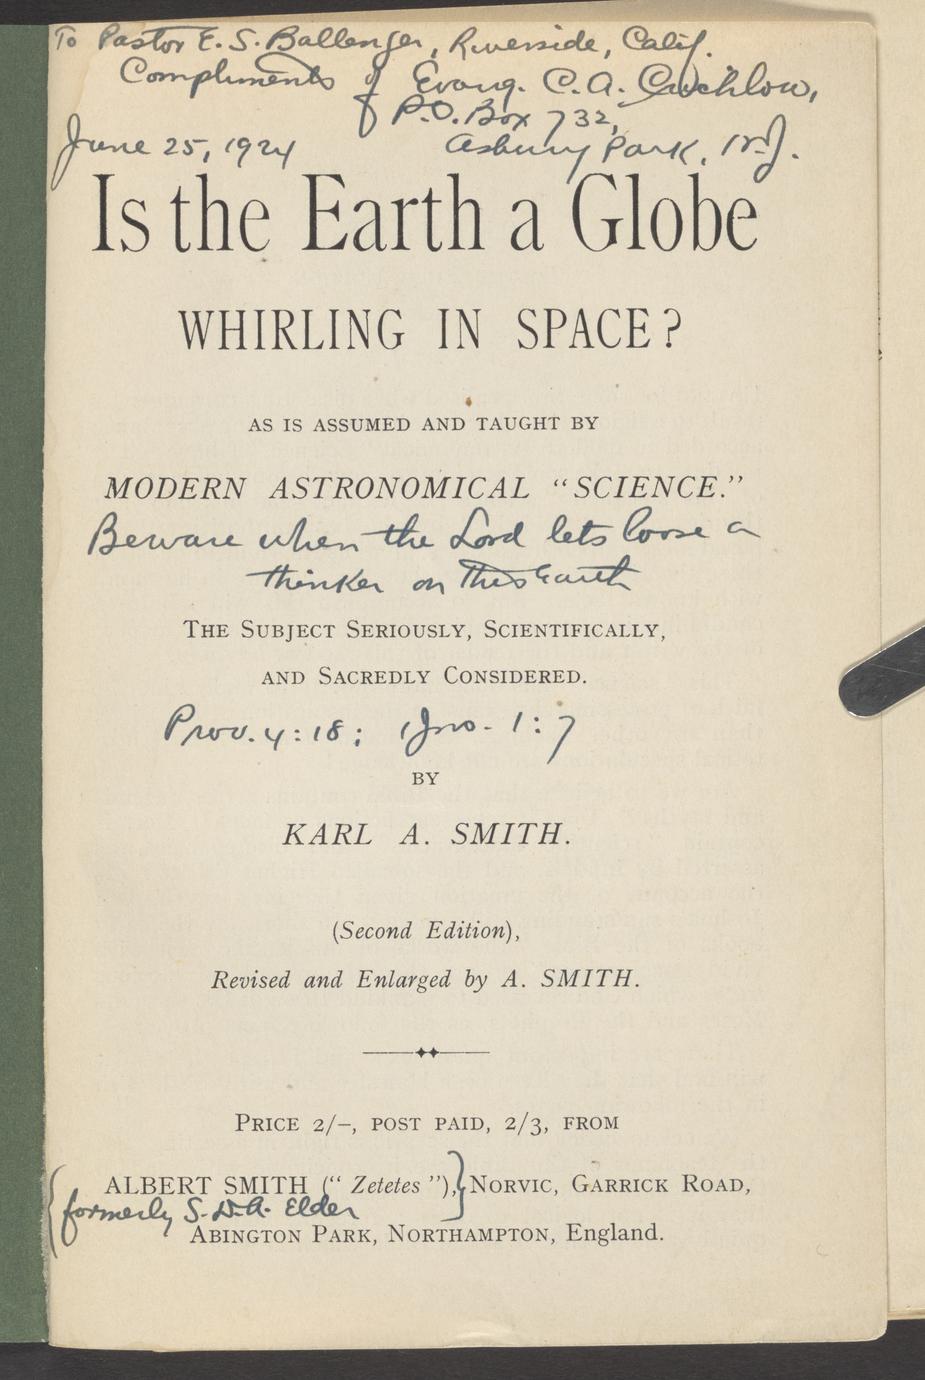 To Pastor E. S. Ballenger, Riverside, Calif.
Compliments of Evang. C. A. Crichlow,
P.O. Box 732,
June 25, 1924 Asbury Park, N.J.
Is the Earth a Globe
WHIRLING IN SPACE?
AS IS ASSUMED AND TAUGHT BY
MODERN ASTRONOMICAL “SCIENCE.”
Beware when the Lord lets loose a
thinker on this Earth
THE SUBJECT SERIOUSLY, SCIENTIFICALLY,
AND SACREDLY CONSIDERED.
Prov. 4:18; 1 Jno. 1:7
BY
KARL A. SMITH.
(Second Edition),
Revised and Enlarged by A. SMITH.
PRICE 2/–, POST PAID, 2/3, FROM
ALBERT SMITH (“ Zetetes ”), NORVIC, GARRICK ROAD,
formerly S. D. A. Elder
ABINGTON PARK, NORTHAMPTON, England.